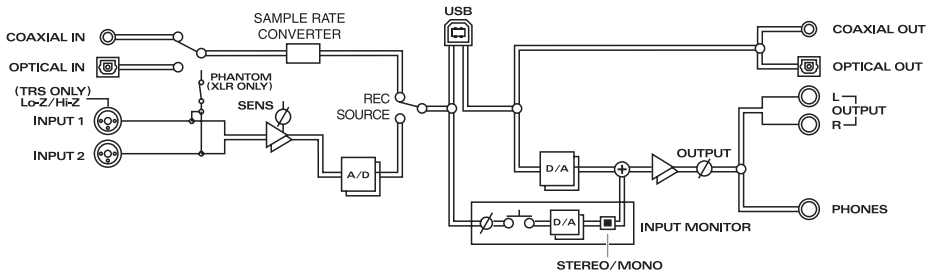 USB
SAMPLE RATE
CONVERTER
COAXIAL IN
COAXIAL OUT
OPTICAL IN
OPTICAL OUT
PHANTOM
(XLR ONLY)
(TRS ONLY)
Lo-Z/Hi-Z
INPUT 1
SENS
REC
SOURCE
L
OUTPUT
R
INPUT 2
A/D
D/A
OUTPUT
PHONES
D/A
INPUT MONITOR
STEREO/MONO